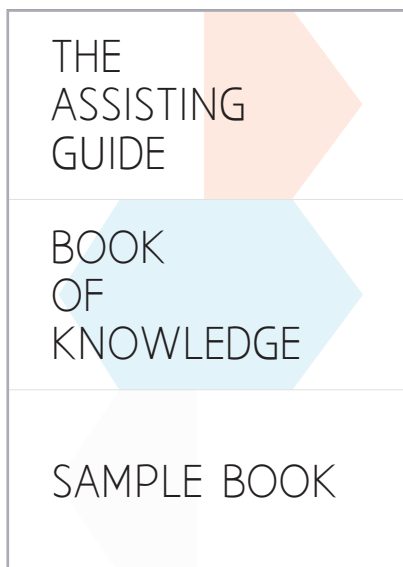 THE
ASSISTING
GUIDE
BOOK
OF
KNOWLEDGE
SAMPLE BOOK